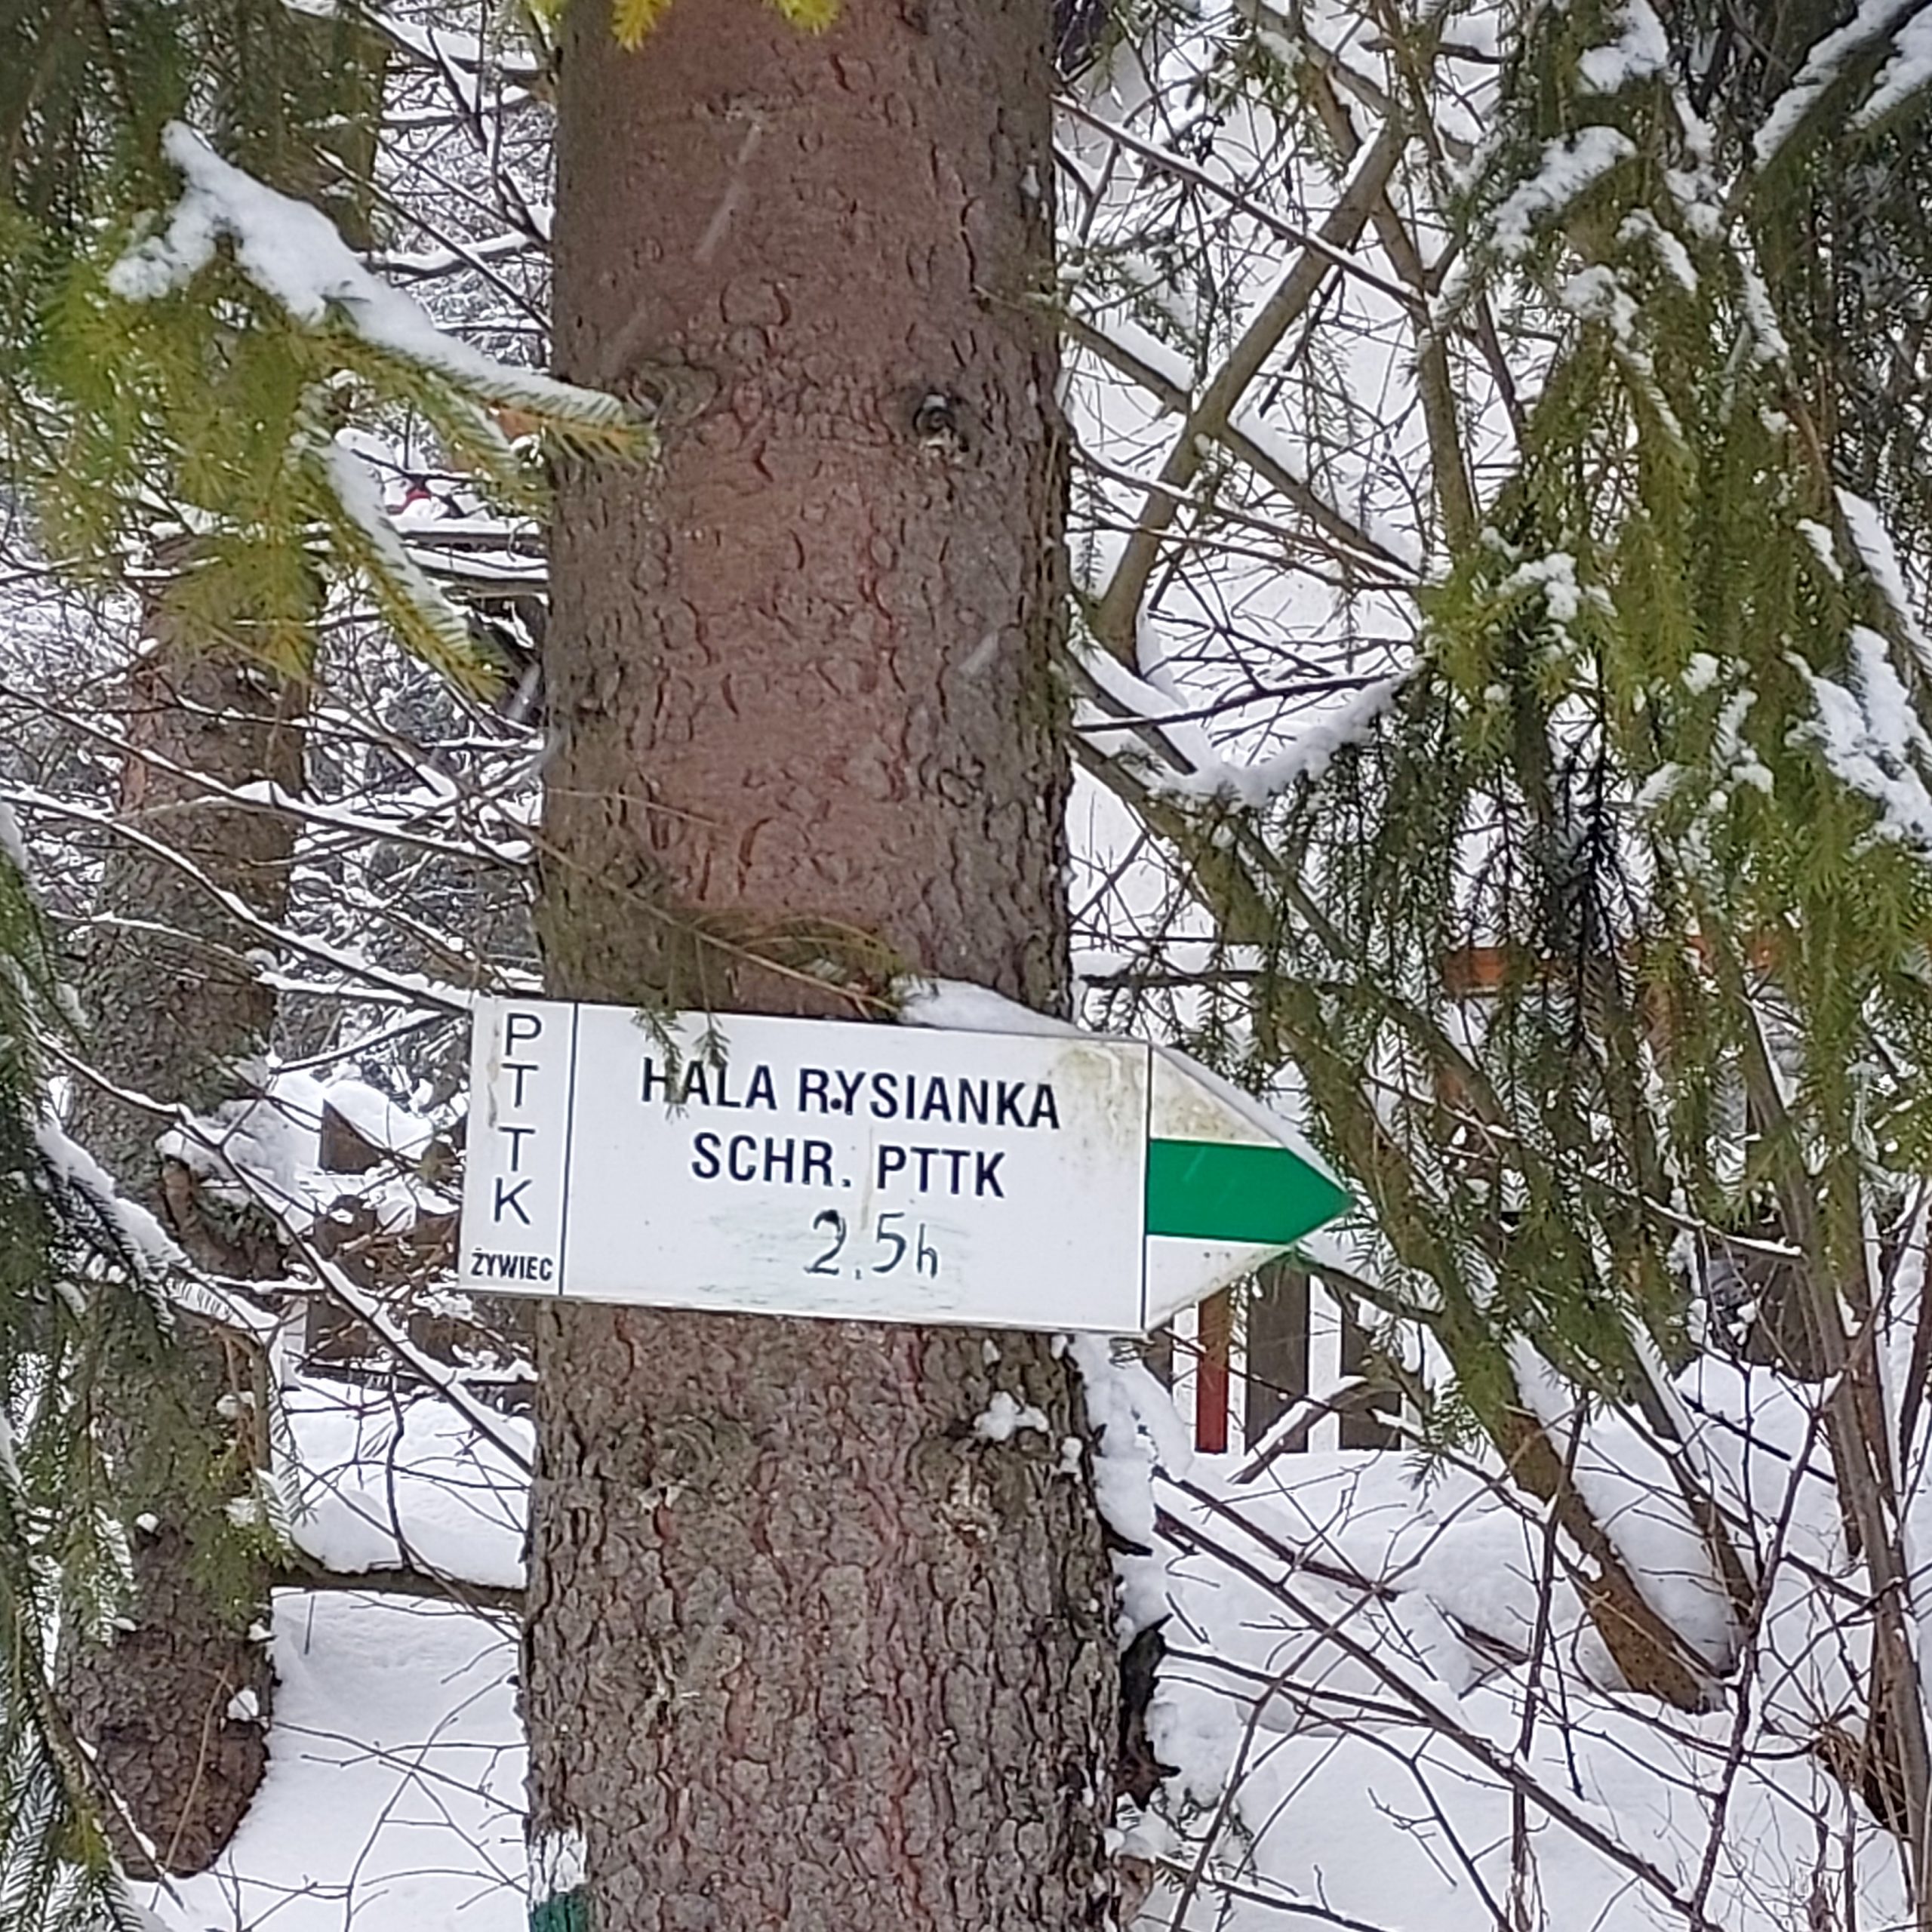 PTTK
ŻYWIEC
HALA RYSIANKA
SCHR. PTTK
2.5h